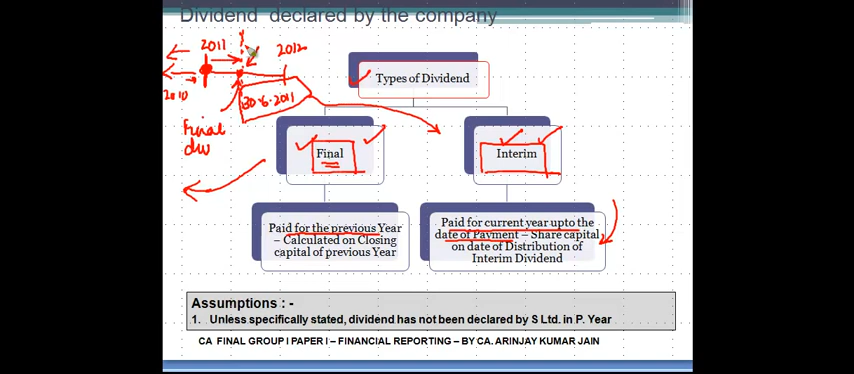 Dividend declared by the company
2011
2012
2010
30.6.2011
Final
div
Types of Dividend
Final
Interim
Paid for the previous Year
– Calculated on Closing
capital of previous Year
Paid for current year upto the
date of Payment – Share capital
on date of Distribution of
Interim Dividend
Assumptions : -
1. Unless specifically stated, dividend has not been declared by S Ltd. in P. Year
CA FINAL GROUP I PAPER I – FINANCIAL REPORTING – BY CA. ARINJAY KUMAR JAIN